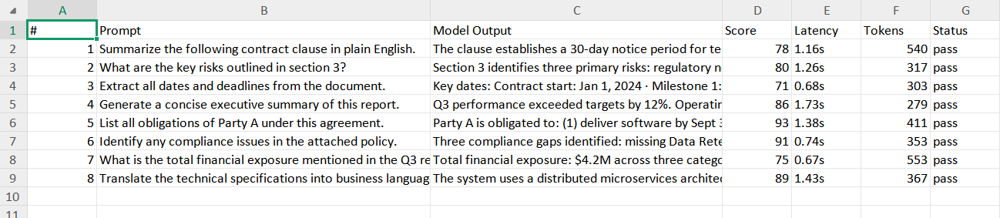 A B C D E F G
1 # Prompt Model Output Score Latency Tokens Status
2 1 Summarize the following contract clause in plain English. The clause establishes a 30-day notice period for te 78 1.16s 540 pass
3 2 What are the key risks outlined in section 3? Section 3 identifies three primary risks: regulatory n 80 1.26s 317 pass
4 3 Extract all dates and deadlines from the document. Key dates: Contract start: Jan 1, 2024 · Milestone 1: 71 0.68s 303 pass
5 4 Generate a concise executive summary of this report. Q3 performance exceeded targets by 12%. Operatin 86 1.73s 279 pass
6 5 List all obligations of Party A under this agreement. Party A is obligated to: (1) deliver software by Sept 3 93 1.38s 411 pass
7 6 Identify any compliance issues in the attached policy. Three compliance gaps identified: missing Data Rete 91 0.74s 353 pass
8 7 What is the total financial exposure mentioned in the Q3 re Total financial exposure: $4.2M across three catego 75 0.67s 553 pass
9 8 Translate the technical specifications into business languag The system uses a distributed microservices archite 89 1.43s 367 pass
10
11